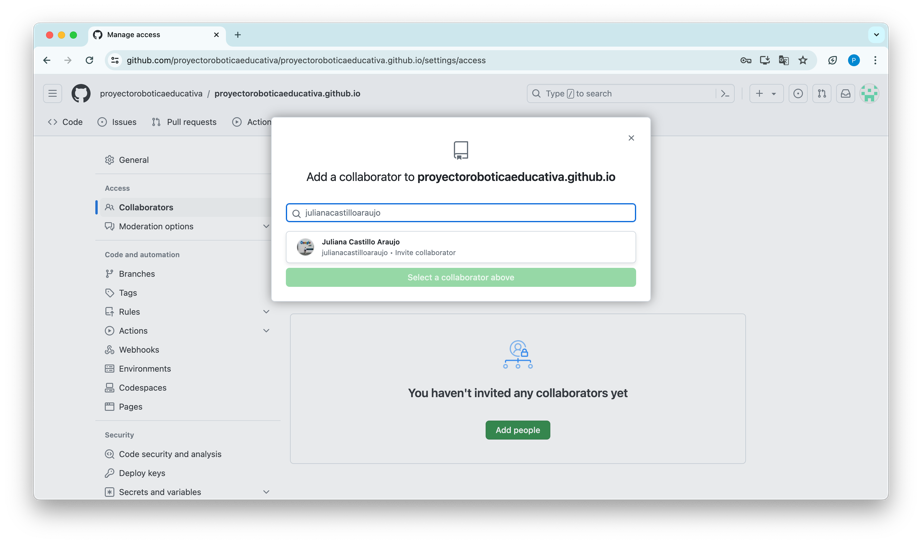 Manage access
github.com/proyectoroboticaeducativa/proyectoroboticaeducativa.github.io/settings/access
P
proyectoroboticaeducativa / proyectoroboticaeducativa.github.io
Type / to search
Code
Issues
Pull requests
Action
General
Access
Collaborators
Moderation options
Code and automation
Branches
Tags
Rules
Actions
Webhooks
Environments
Codespaces
Pages
Security
Code security and analysis
Deploy keys
Secrets and variables
Add a collaborator to proyectoroboticaeducativa.github.io
julianacastilloaraujo
Juliana Castillo Araujo
julianacastilloaraujo • Invite collaborator
Select a collaborator above
You haven't invited any collaborators yet
Add people